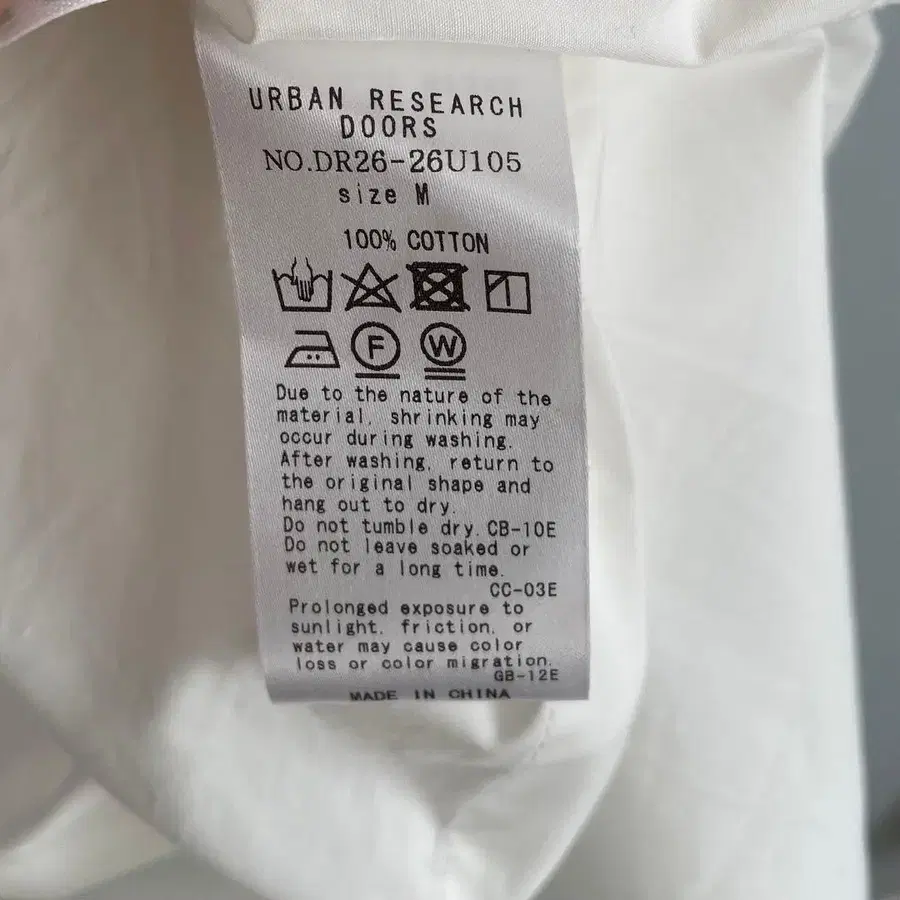 URBAN RESEARCH
DOORS
NO.DR26-26U105
size M
100% COTTON
F W
Due to the nature of the
material, shrinking may
occur during washing.
After washing, return to
the original shape and
hang out to dry.
Do not tumble dry. CB-10E
Do not leave soaked or
wet for a long time.
CC-03E
Prolonged exposure to
sunlight, friction, or
water may cause color
loss or color migration.
GB-12E
MADE IN CHINA